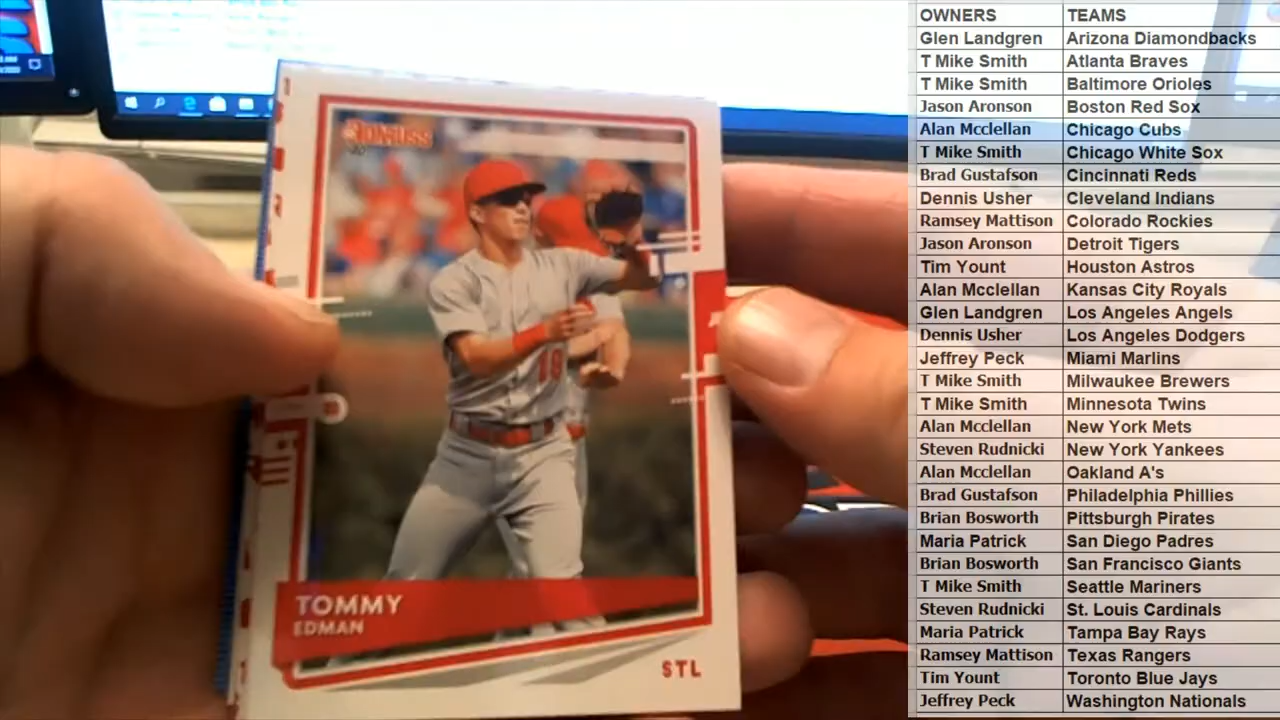 DONRUSS
19
TOMMY
EDMAN
STL
OWNERS TEAMS
Glen Landgren Arizona Diamondbacks
T Mike Smith Atlanta Braves
T Mike Smith Baltimore Orioles
Jason Aronson Boston Red Sox
Alan Mcclellan Chicago Cubs
T Mike Smith Chicago White Sox
Brad Gustafson Cincinnati Reds
Dennis Usher Cleveland Indians
Ramsey Mattison Colorado Rockies
Jason Aronson Detroit Tigers
Tim Yount Houston Astros
Alan Mcclellan Kansas City Royals
Glen Landgren Los Angeles Angels
Dennis Usher Los Angeles Dodgers
Jeffrey Peck Miami Marlins
T Mike Smith Milwaukee Brewers
T Mike Smith Minnesota Twins
Alan Mcclellan New York Mets
Steven Rudnicki New York Yankees
Alan Mcclellan Oakland A's
Brad Gustafson Philadelphia Phillies
Brian Bosworth Pittsburgh Pirates
Maria Patrick San Diego Padres
Brian Bosworth San Francisco Giants
T Mike Smith Seattle Mariners
Steven Rudnicki St. Louis Cardinals
Maria Patrick Tampa Bay Rays
Ramsey Mattison Texas Rangers
Tim Yount Toronto Blue Jays
Jeffrey Peck Washington Nationals